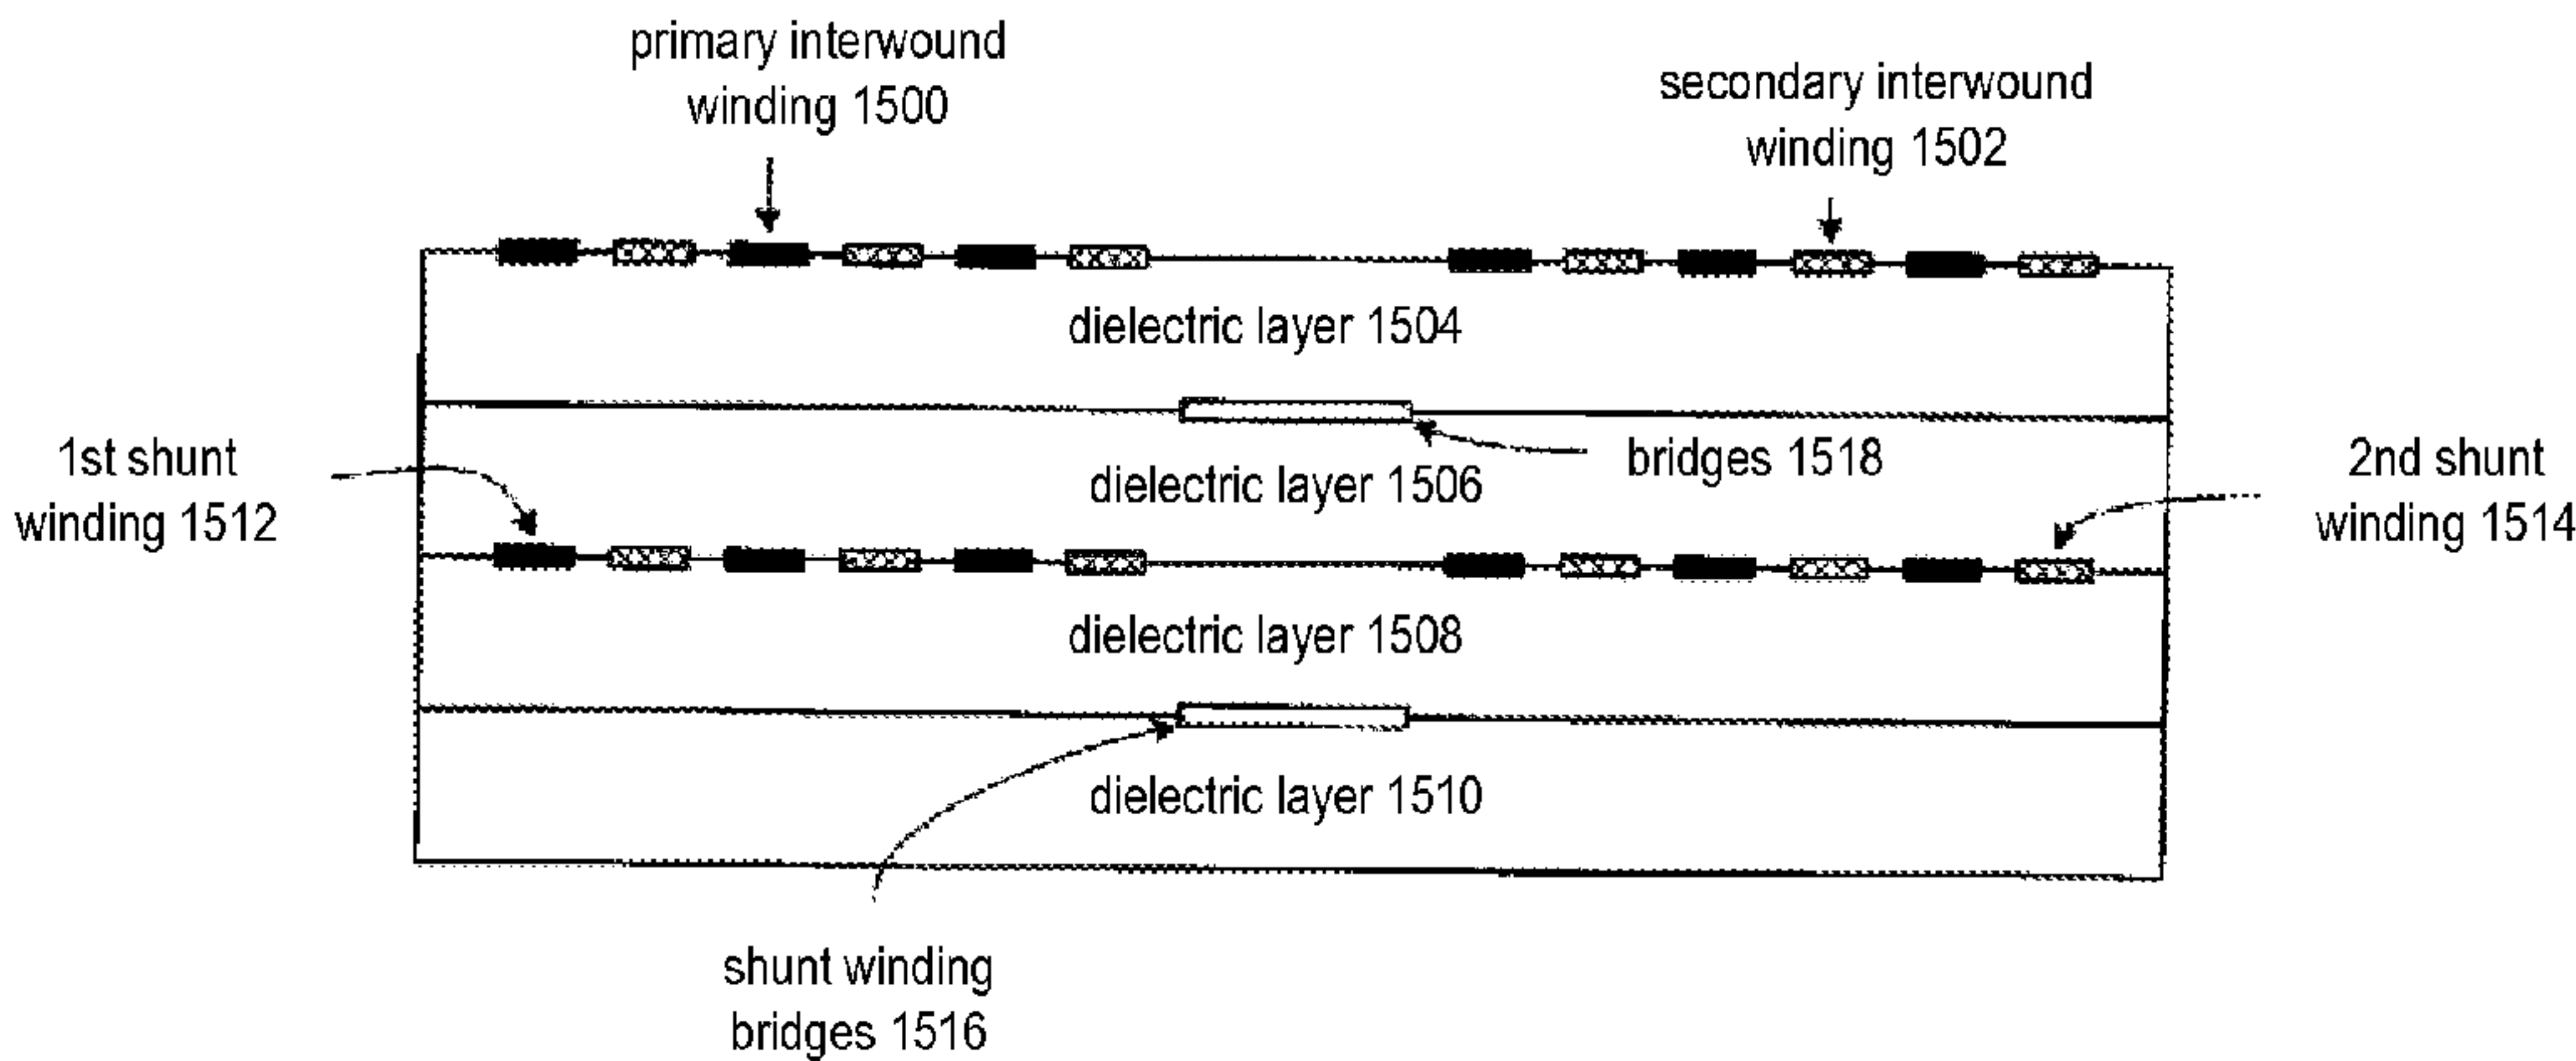 primary interwound
winding 1500
secondary interwound
winding 1502
dielectric layer 1504
1st shunt
winding 1512
dielectric layer 1506
bridges 1518
2nd shunt
winding 1514
dielectric layer 1508
dielectric layer 1510
shunt winding
bridges 1516